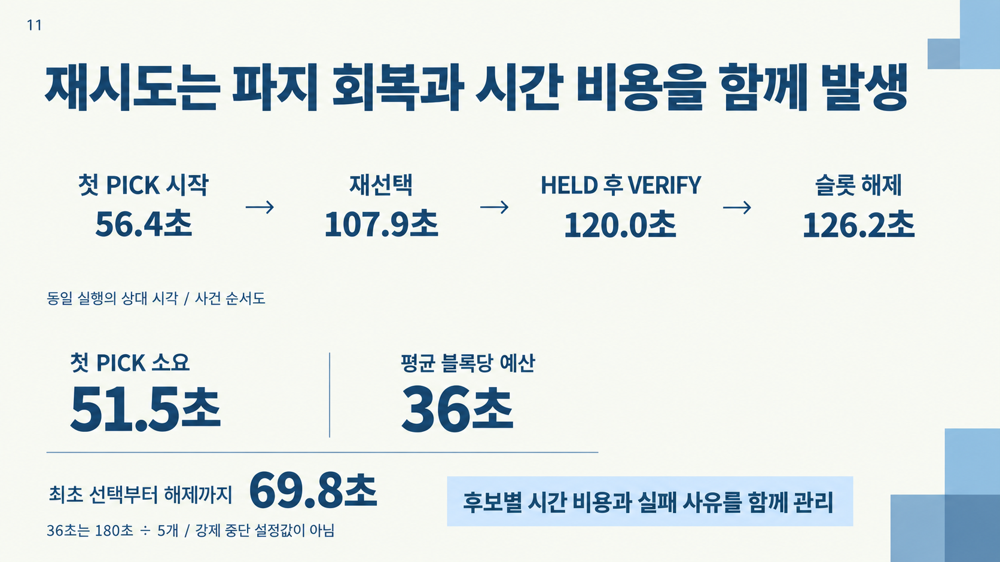 11
재시도는 파지 회복과 시간 비용을 함께 발생
첫 PICK 시작
56.4초
→
재선택
107.9초
→
HELD 후 VERIFY
120.0초
→
슬롯 해제
126.2초
동일 실행의 상대 시각 / 사건 순서도
첫 PICK 소요
51.5초
평균 블록당 예산
36초
최초 선택부터 해제까지 69.8초
36초는 180초 ÷ 5개 / 강제 중단 설정값이 아님
후보별 시간 비용과 실패 사유를 함께 관리